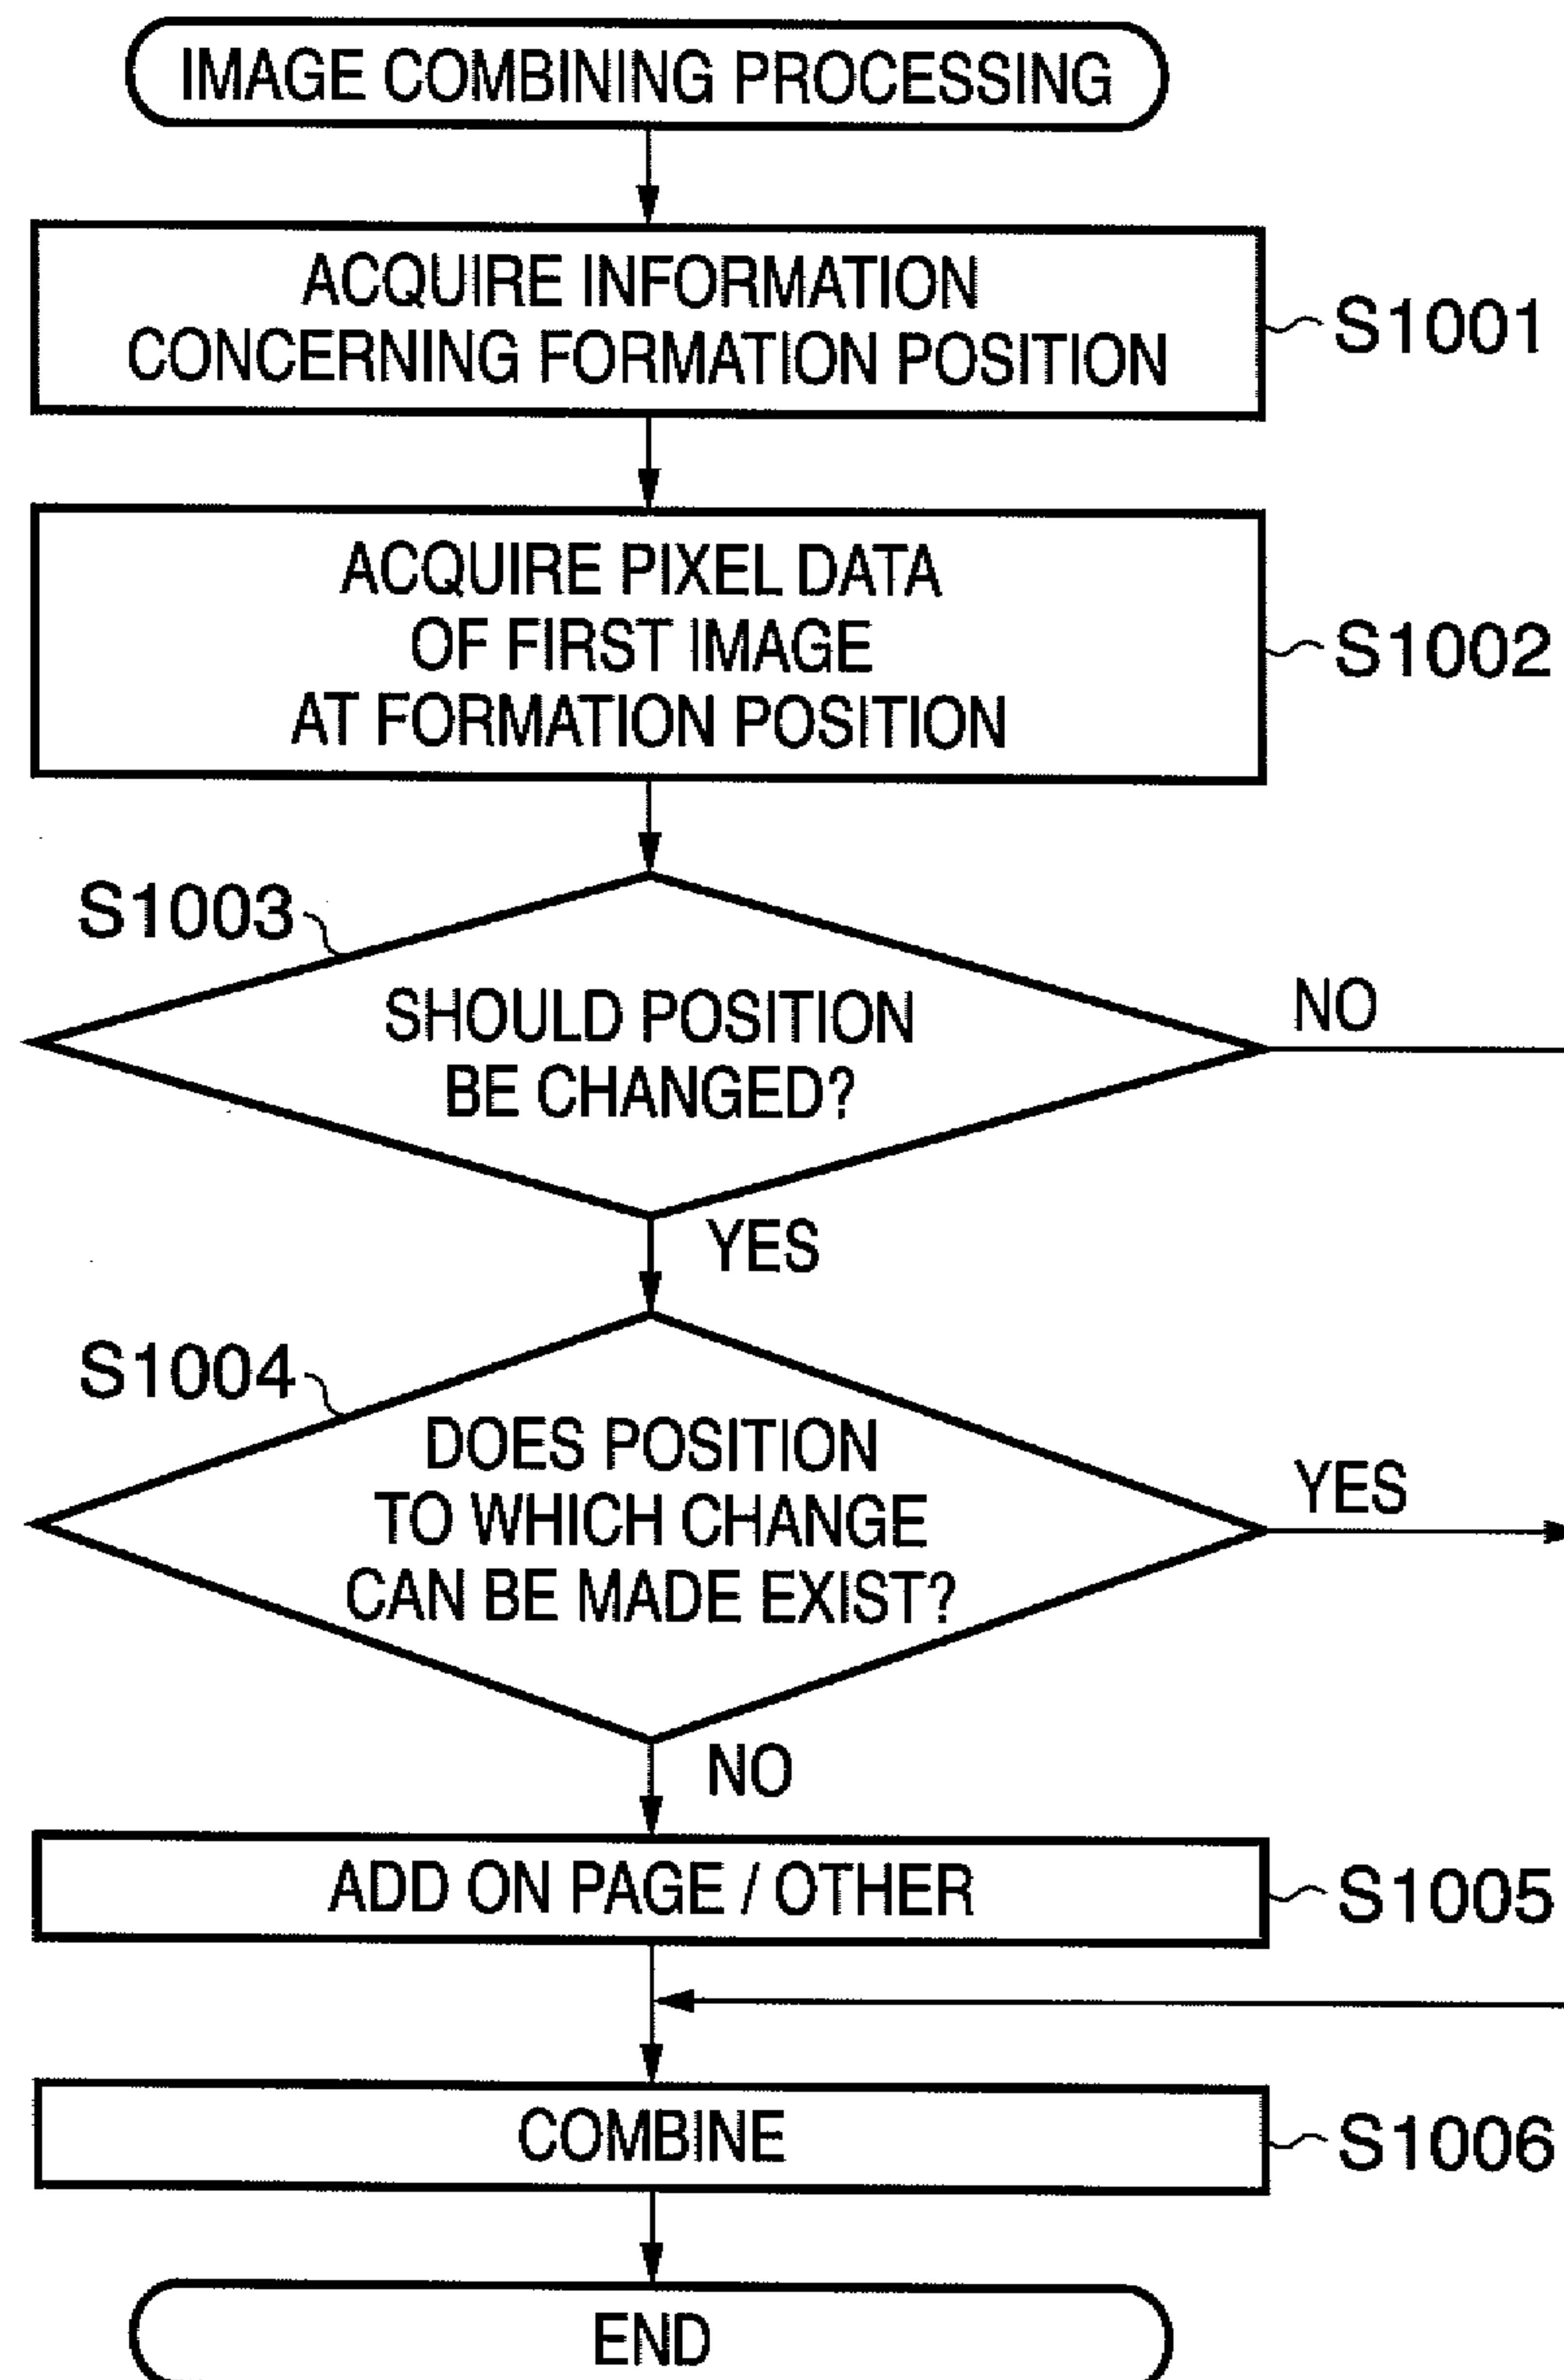 IMAGE COMBINING PROCESSING
ACQUIRE INFORMATION
CONCERNING FORMATION POSITION
S1001
ACQUIRE PIXEL DATA
OF FIRST IMAGE
AT FORMATION POSITION
S1002
S1003
SHOULD POSITION
BE CHANGED?
NO
YES
S1004
DOES POSITION
TO WHICH CHANGE
CAN BE MADE EXIST?
YES
NO
ADD ON PAGE / OTHER
S1005
COMBINE
S1006
END